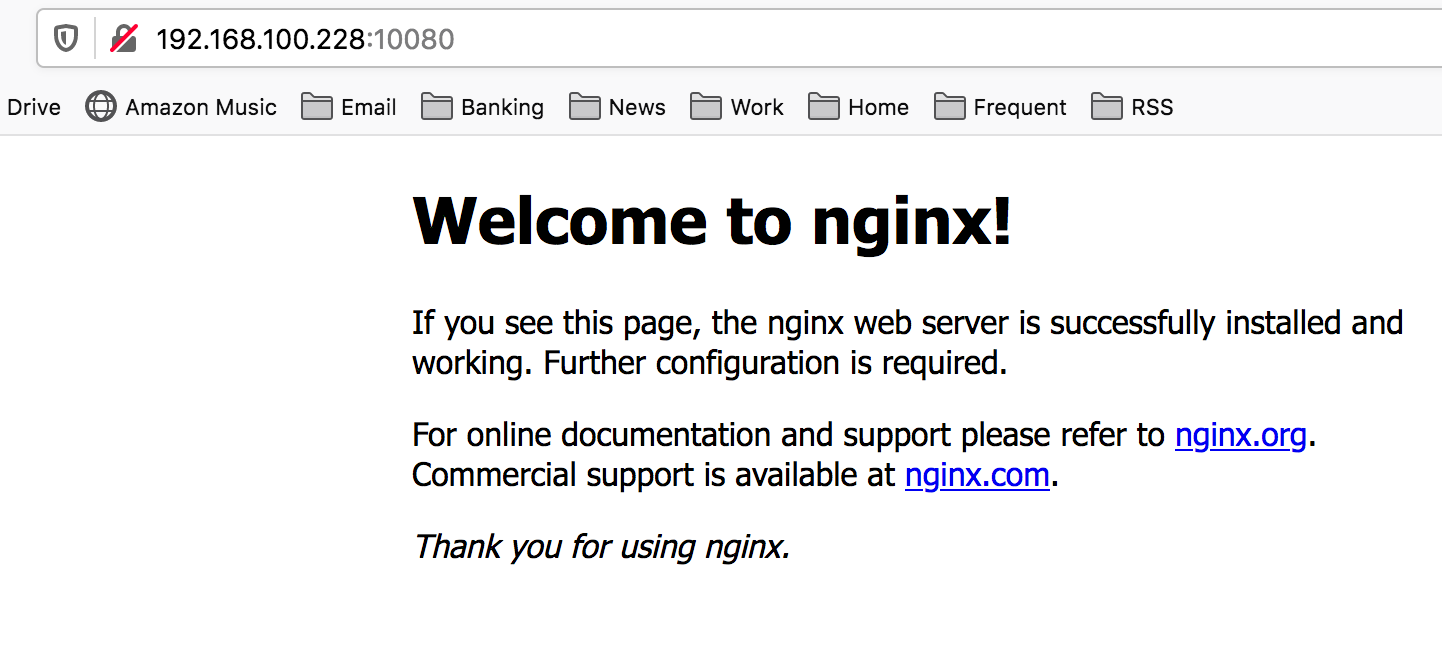 192.168.100.228:10080
Drive Amazon Music Email Banking News Work Home Frequent RSS
Welcome to nginx!
If you see this page, the nginx web server is successfully installed and
working. Further configuration is required.
For online documentation and support please refer to nginx.org.
Commercial support is available at nginx.com.
Thank you for using nginx.